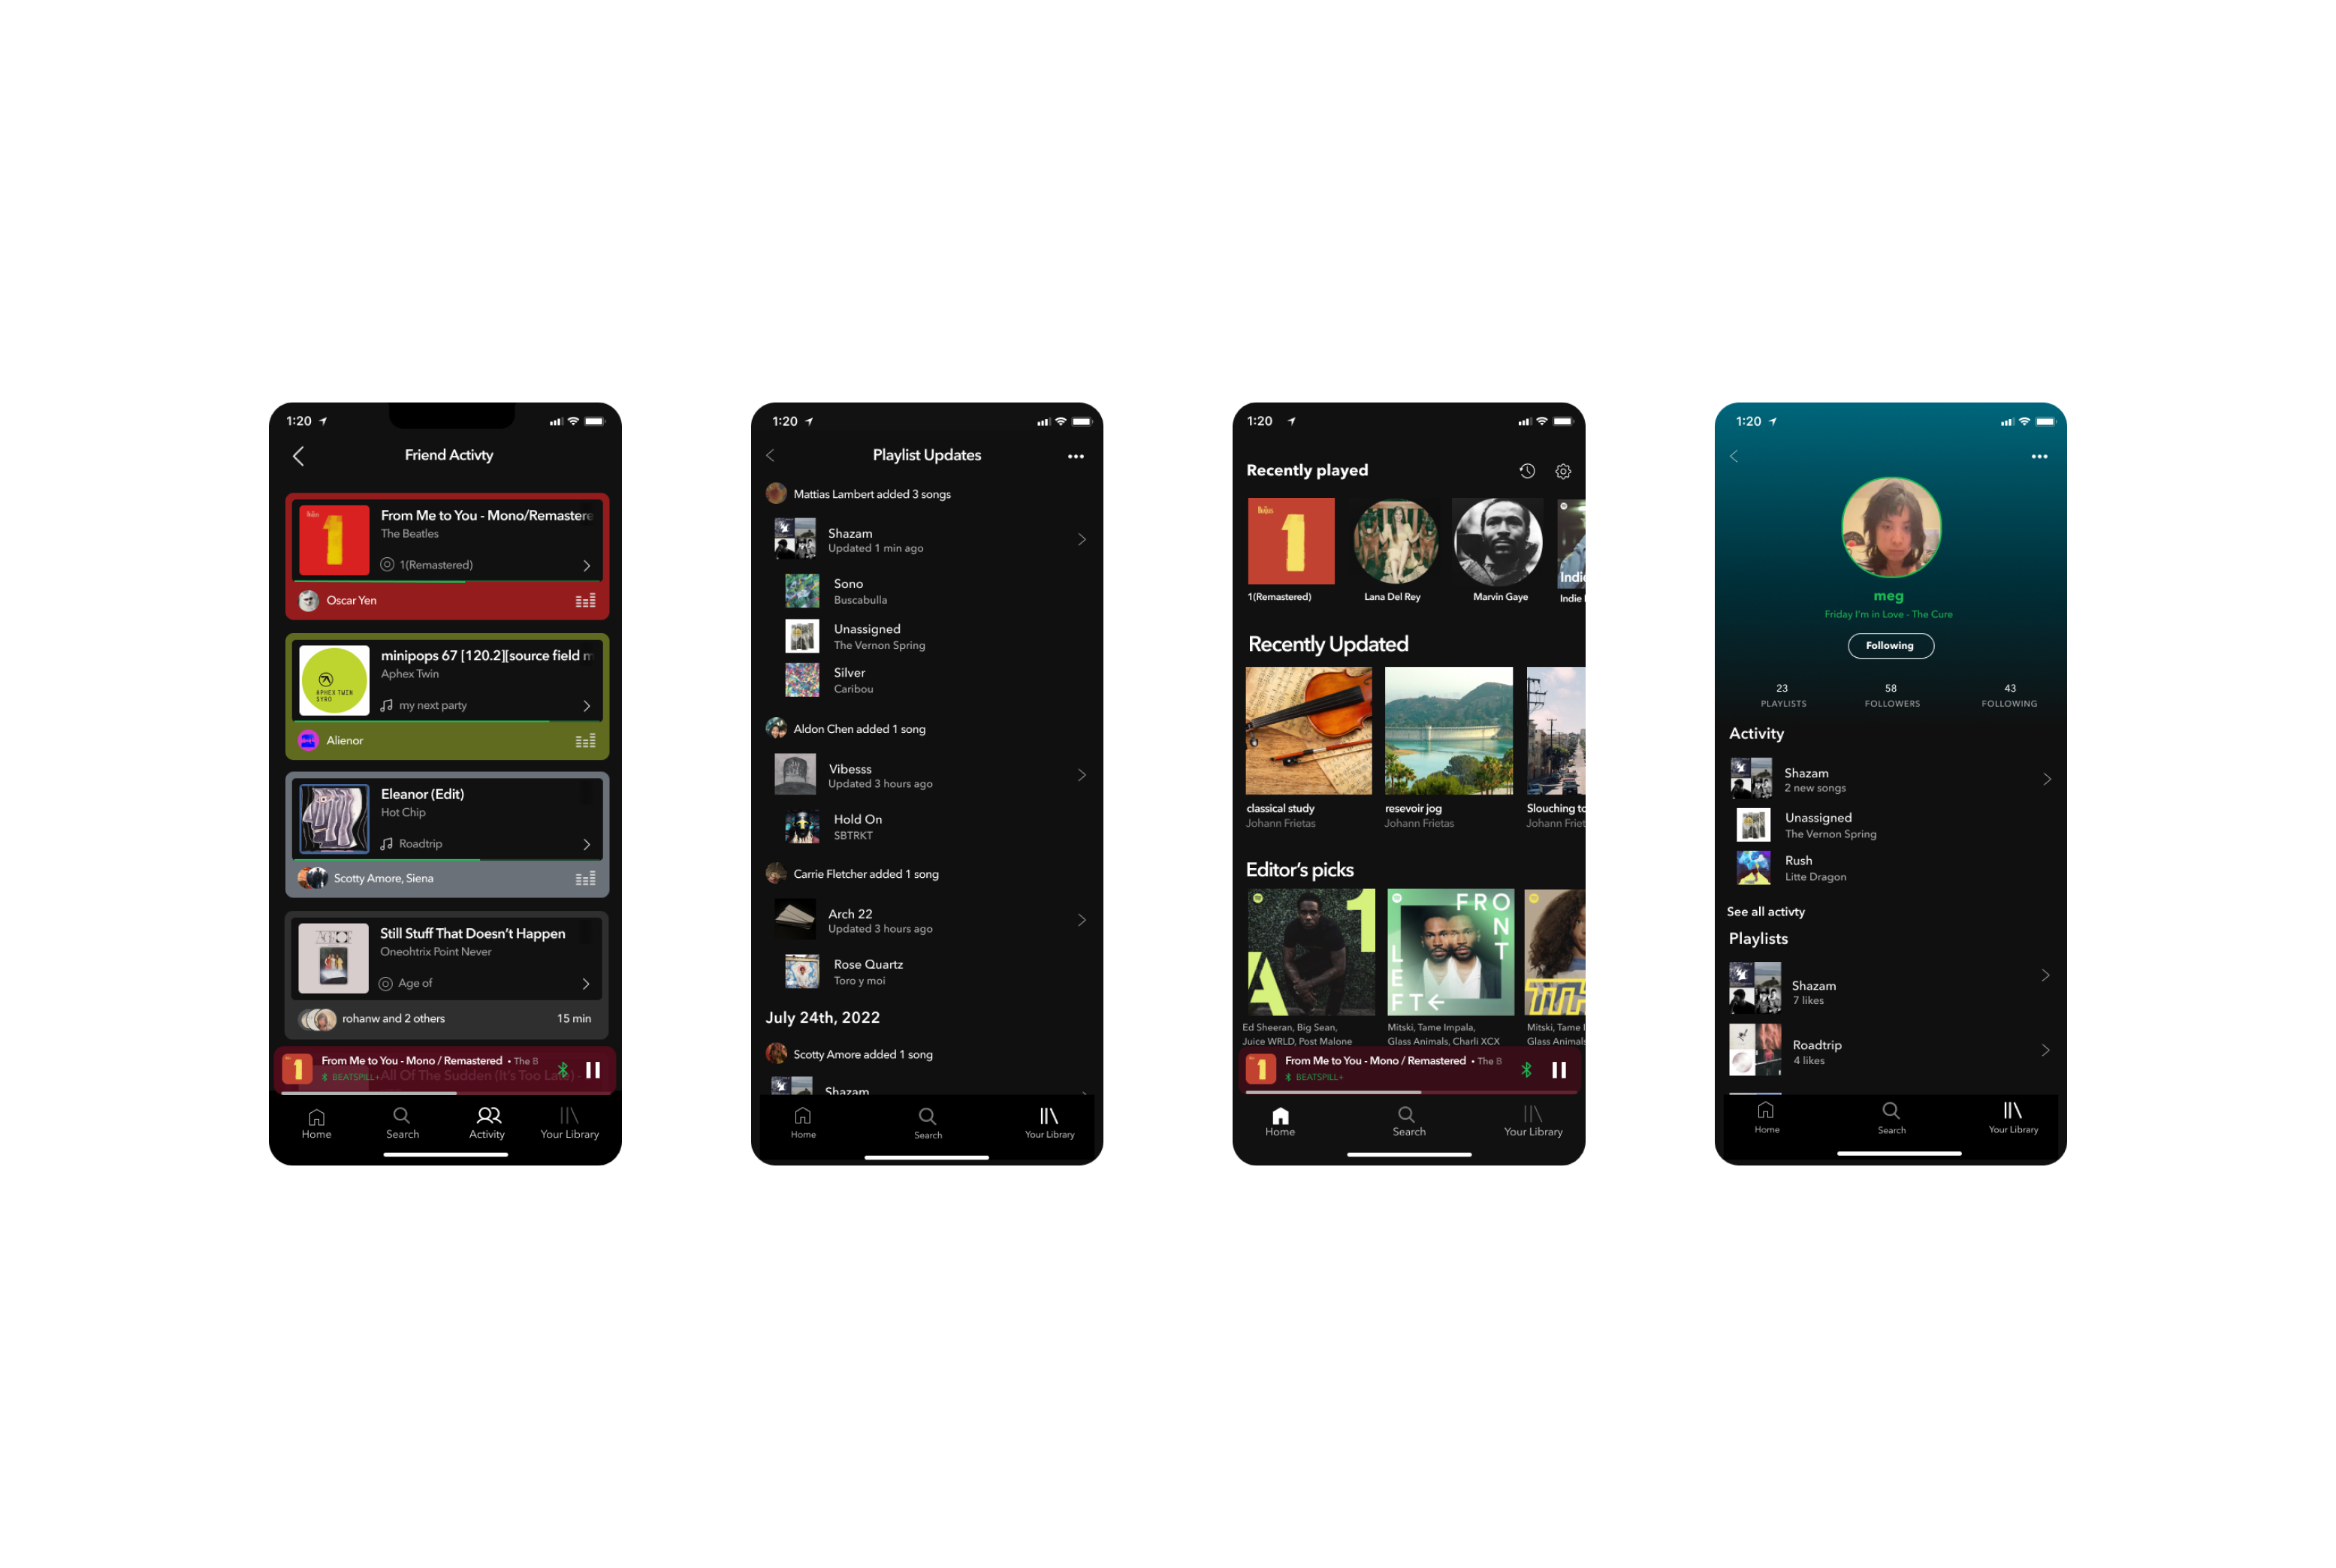 1:20
Friend Activty
From Me to You - Mono/Remastere
The Beatles
1(Remastered)
Oscar Yen
minipops 67 [120.2][source field m
Aphex Twin
APHEX TWIN
SYRO
my next party
Alienor
Eleanor (Edit)
Hot Chip
Roadtrip
Scotty Amore, Siena
Still Stuff That Doesn't Happen
Oneohtrix Point Never
AGE OF
Age of
rohanw and 2 others
15 min
From Me to You - Mono / Remastered • The B
BEATSPILL+
All Of The Sudden (It's Too Late)
Home
Search
Activity
Your Library
1:20
Playlist Updates
Mattias Lambert added 3 songs
Shazam
Updated 1 min ago
Sono
Buscabulla
Unassigned
The Vernon Spring
Silver
Caribou
Aldon Chen added 1 song
Vibesss
Updated 3 hours ago
Hold On
SBTRKT
Carrie Fletcher added 1 song
Arch 22
Updated 3 hours ago
Rose Quartz
Toro y moi
July 24th, 2022
Scotty Amore added 1 song
Shazam
Home
Search
Your Library
1:20
Recently played
1
Indie
1(Remastered)
Lana Del Rey
Marvin Gaye
Indie
Recently Updated
classical study
Johann Frietas
resevoir jog
Johann Frietas
Slouching to
Johann Friet
Editor's picks
A1
LEFT
FRONT
Ed Sheeran, Big Sean,
Juice WRLD, Post Malone
Mitski, Tame Impala,
Glass Animals, Charli XCX
Mitski, Tame I
Glass Animals
From Me to You - Mono / Remastered • The B
BEATSPILL+
Home
Search
Your Library
1:20
meg
Friday I'm in Love - The Cure
Following
23
PLAYLISTS
58
FOLLOWERS
43
FOLLOWING
Activity
Shazam
2 new songs
Unassigned
The Vernon Spring
Rush
Litte Dragon
See all activty
Playlists
Shazam
7 likes
Roadtrip
4 likes
Home
Search
Your Library